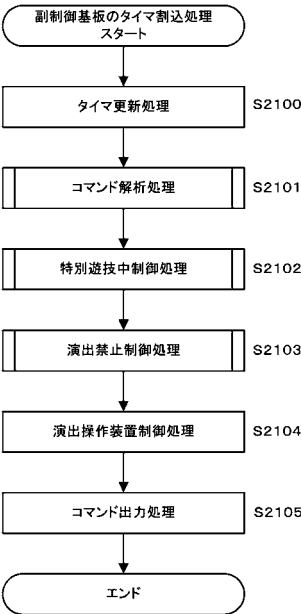 副制御基板のタイマ割込処理
スタート
タイマ更新処理 S2100
コマンド解析処理 S2101
特別遊技中制御処理 S2102
演出禁止制御処理 S2103
演出操作装置制御処理 S2104
コマンド出力処理 S2105
エンド